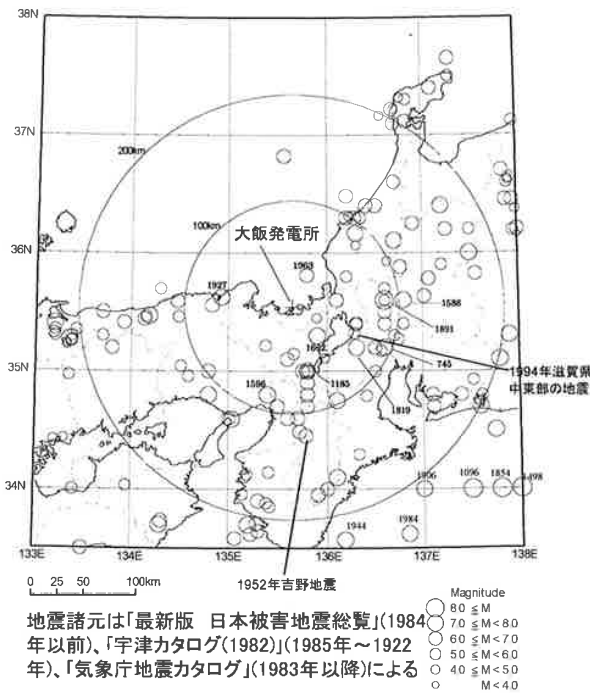 38N
37N
36N
35N
34N
133E
134E
135E
136E
137E
138E
200km
100km
大飯発電所
1963
1927
1586
1891
1662
745
1994年滋賀県
中東部の地震
1596
1185
1819
1906
1096
1854
1498
1944
1984
1952年吉野地震
0 25 50 100km
地震諸元は「最新版 日本被害地震総覧」(1984
年以前)、「宇津カタログ(1982)」(1985年～1922
年)、「気象庁地震カタログ」(1983年以降)による
Magnitude
8.0 ≦ M
7.0 ≦ M < 8.0
6.0 ≦ M < 7.0
5.0 ≦ M < 6.0
4.0 ≦ M < 5.0
M < 4.0